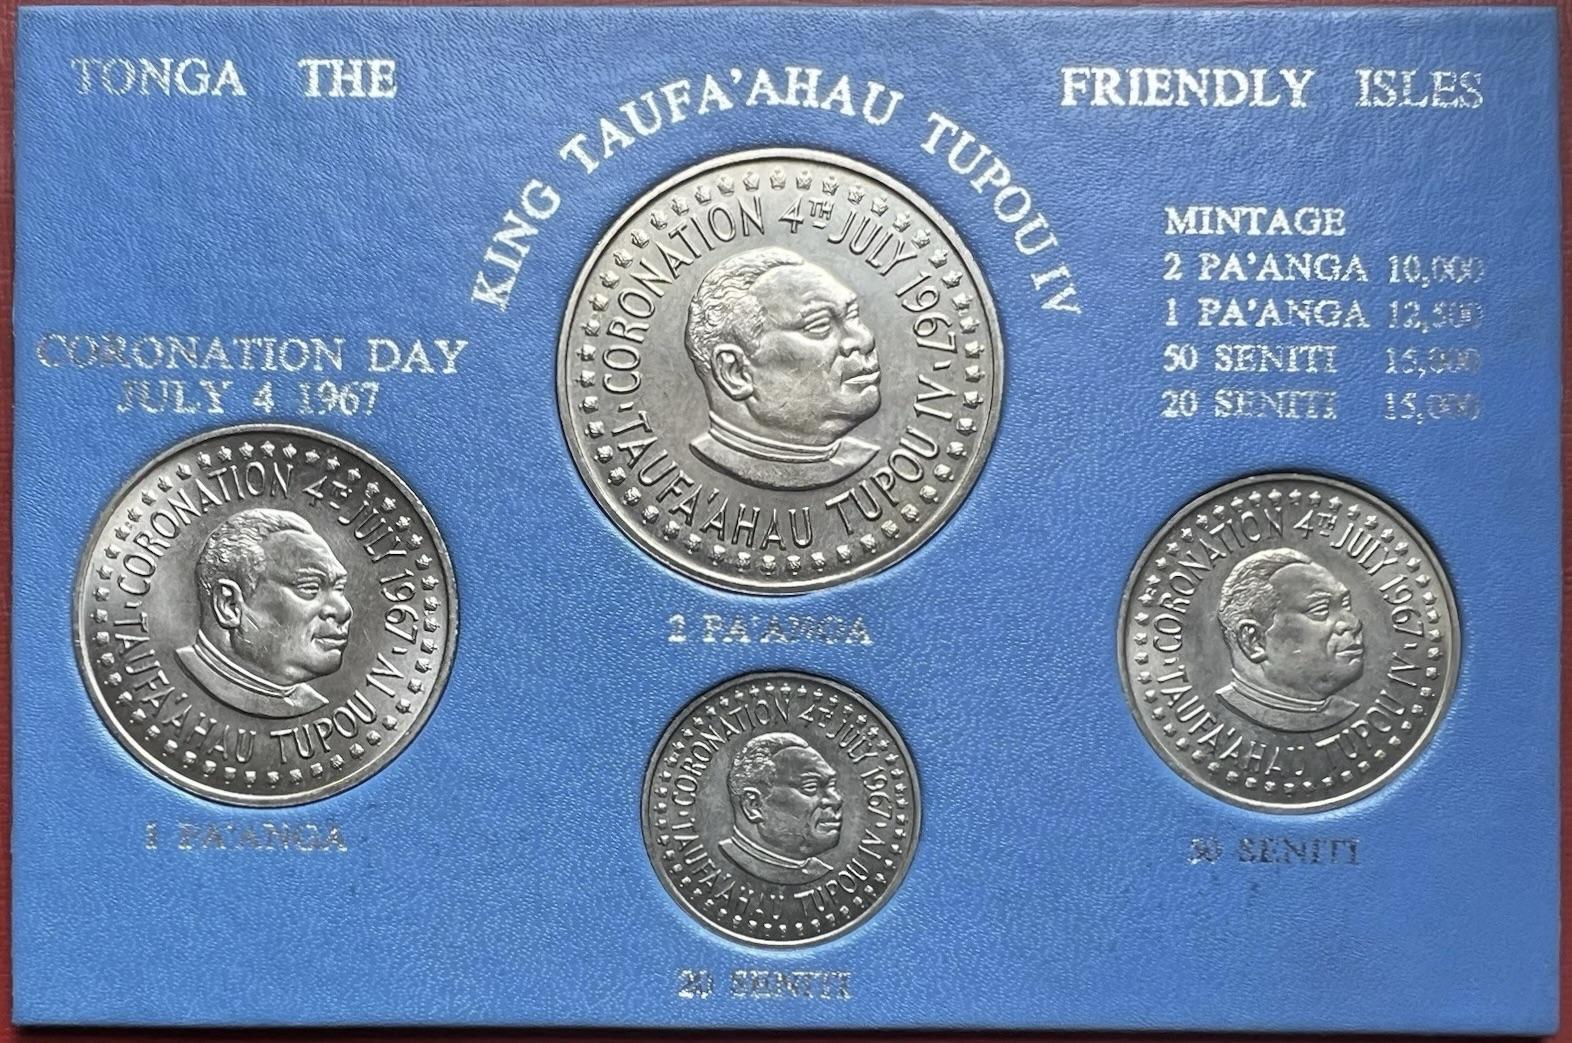 TONGA THE FRIENDLY ISLES
KING TAUFA'AHAU TUPOU IV
MINTAGE
2 PA'ANGA 10,000
1 PA'ANGA 12,500
50 SENITI 15,000
20 SENITI 15,000
CORONATION DAY
JULY 4 1967
CORONATION 4TH JULY 1967·
·TAUFA'AHAU TUPOU IV
2 PA'ANGA
CORONATION 4TH JULY 1967·
·TAUFA'AHAU TUPOU IV
1 PA'ANGA
CORONATION 4TH JULY 1967·
·TAUFA'AHAU TUPOU IV
50 SENITI
CORONATION 4TH JULY 1967·
·TAUFA'AHAU TUPOU IV
20 SENITI